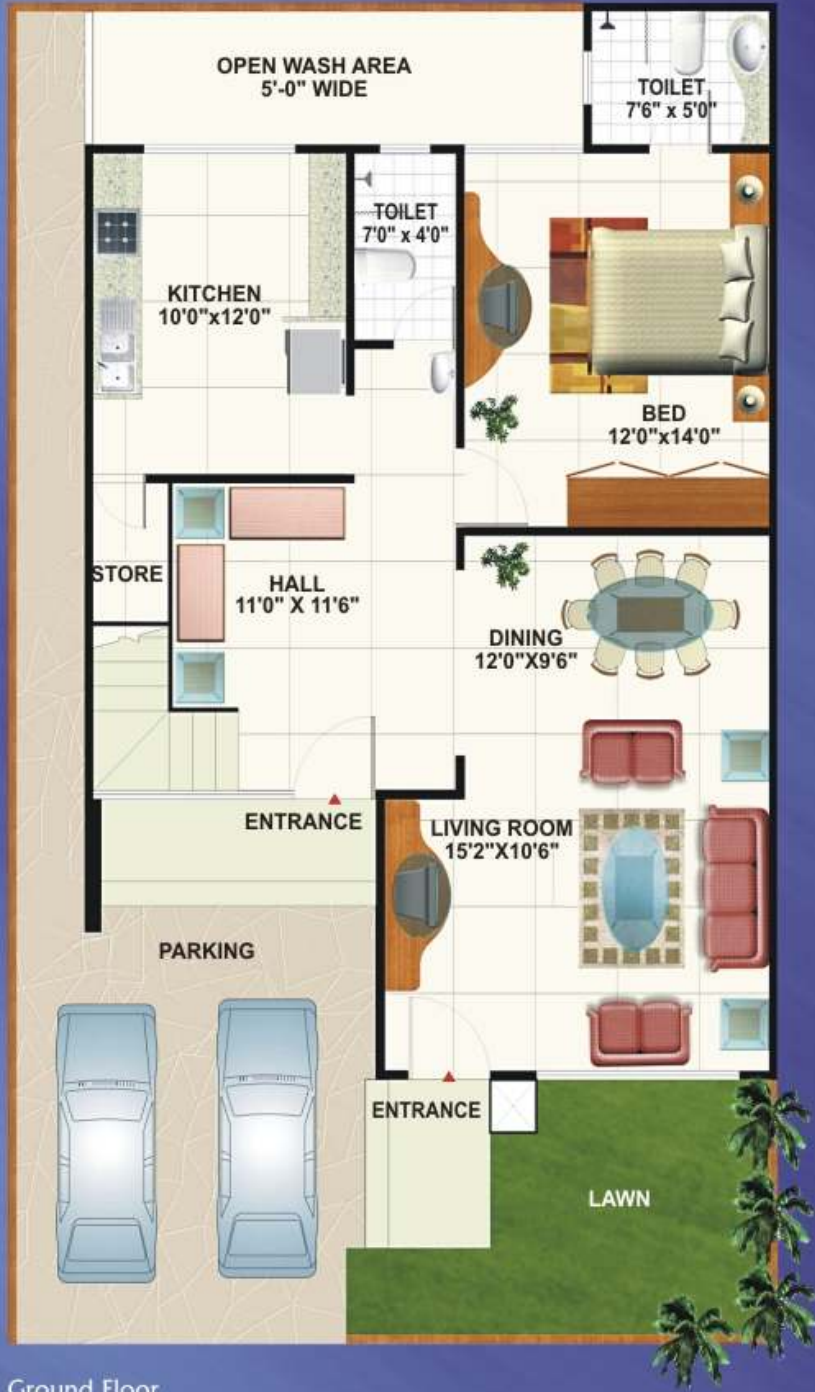 OPEN WASH AREA
5'-0" WIDE
TOILET
7'6" x 5'0"
TOILET
7'0" x 4'0"
KITCHEN
10'0"x12'0"
BED
12'0"x14'0"
STORE
HALL
11'0" X 11'6"
DINING
12'0"X9'6"
ENTRANCE
LIVING ROOM
15'2"X10'6"
PARKING
ENTRANCE
LAWN
Ground Floor